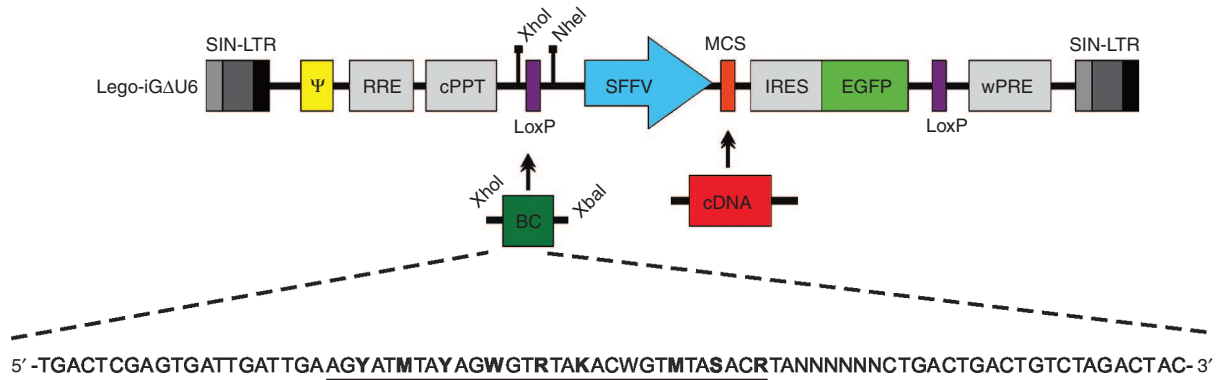 SIN-LTR XhoI NheI MCS SIN-LTR
Lego-iGΔU6 Ψ RRE cPPT SFFV IRES EGFP wPRE
LoxP LoxP
XhoI BC XbaI cDNA
5′ -TGACTCGAGTGATTGATTGAAGYATMTAYAGWGTRTAKACWGTMTASACRTANNNNNNCTGACTGACTGTCTAGACTAC- 3′